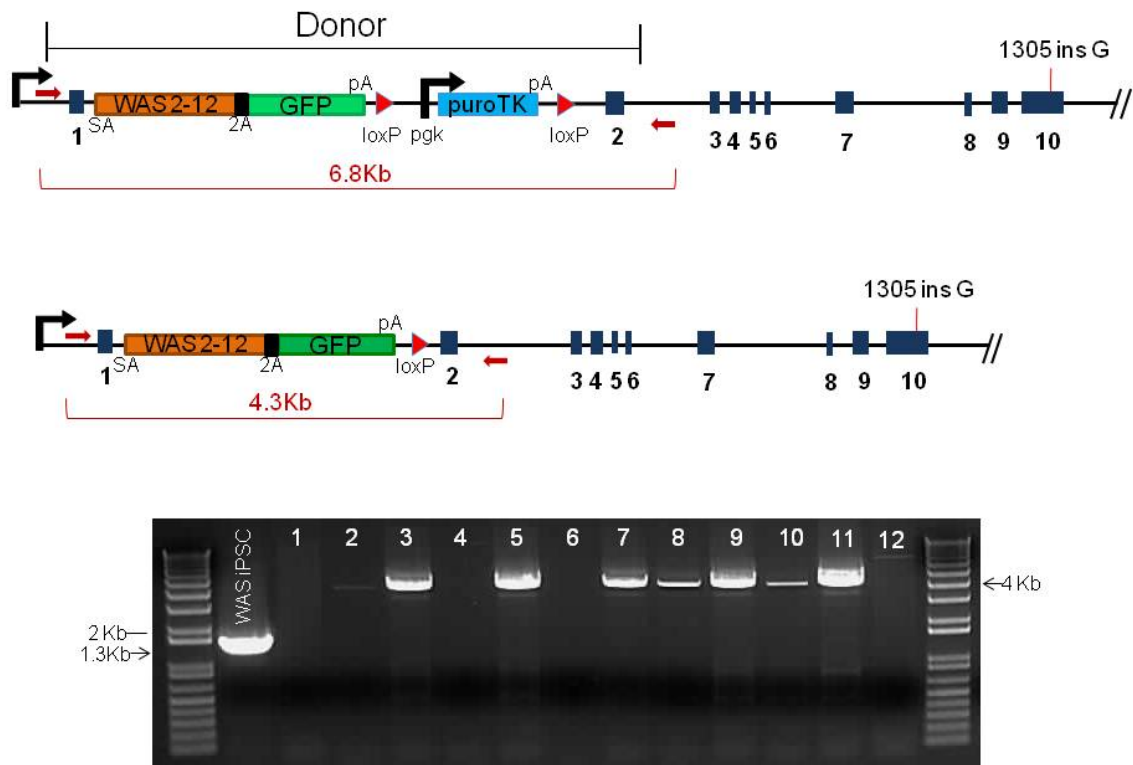 Donor
1305 ins G
pA
pA
WAS 2-12
GFP
puroTK
1
SA
2A
loxP
pgk
loxP
2
3
4
5
6
7
8
9
10
//
6.8Kb
1305 ins G
pA
WAS 2-12
GFP
1
SA
2A
loxP
2
3
4
5
6
7
8
9
10
//
4.3Kb
WAS iPSC
1
2
3
4
5
6
7
8
9
10
11
12
2 Kb
1.3Kb
4 Kb